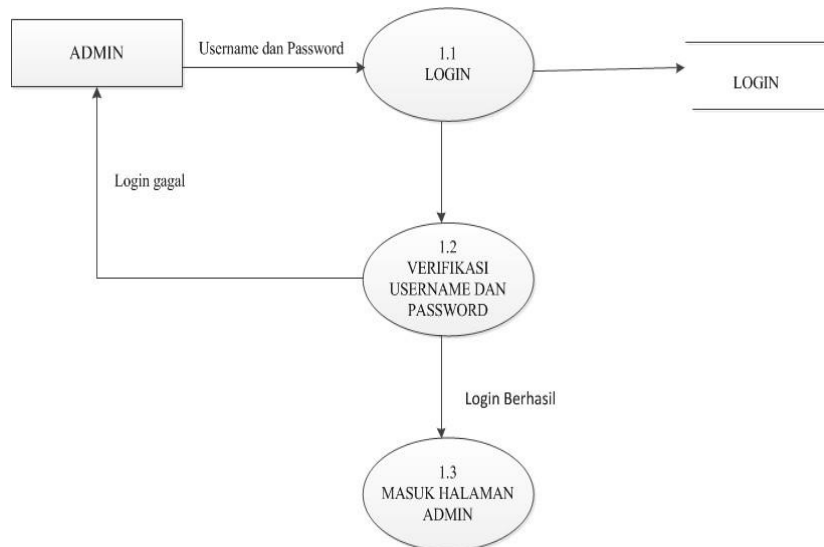 ADMIN
Username dan Password
1.1
LOGIN
LOGIN
Login gagal
1.2
VERIFIKASI
USERNAME DAN
PASSWORD
Login Berhasil
1.3
MASUK HALAMAN
ADMIN